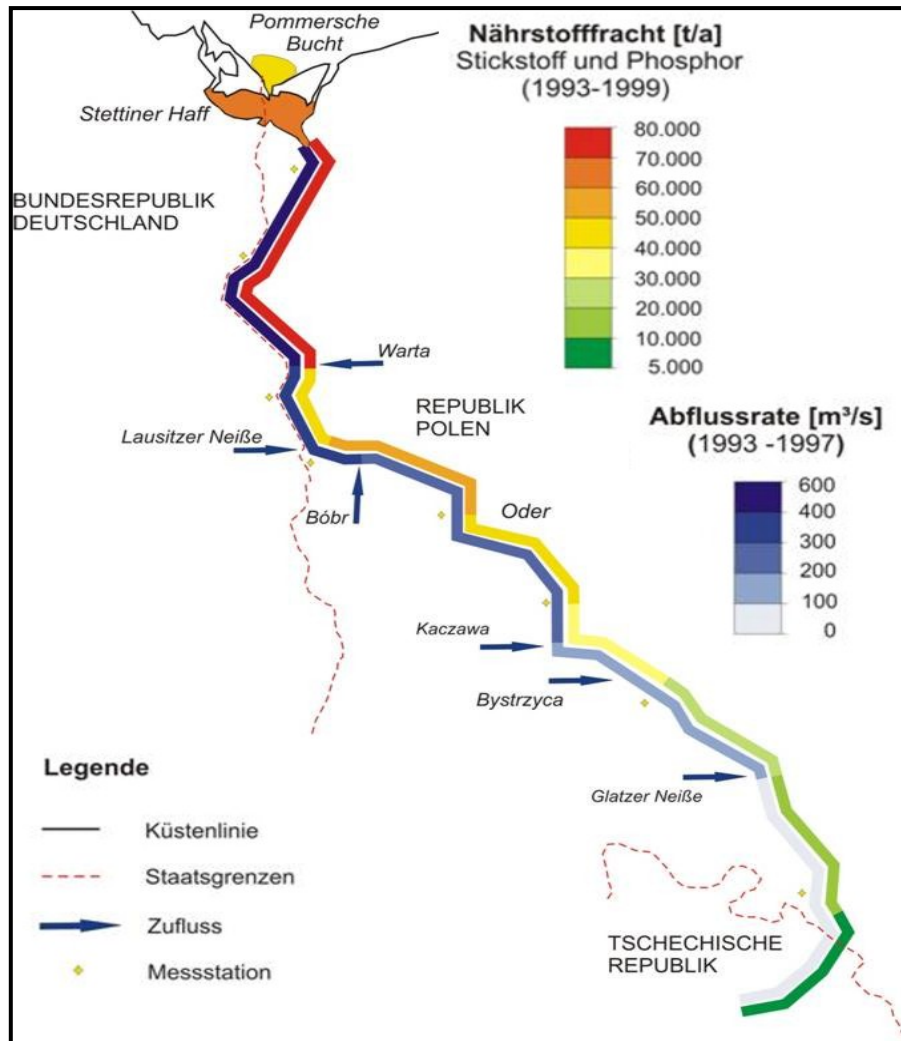 Pommersche
Bucht
Stettiner Haff
Nährstofffracht [t/a]
Stickstoff und Phosphor
(1993-1999)
80.000
70.000
60.000
50.000
40.000
30.000
20.000
10.000
5.000
BUNDESREPUBLIK
DEUTSCHLAND
Warta
REPUBLIK
POLEN
Lausitzer Neiße
Bóbr
Oder
Abflussrate [m³/s]
(1993 -1997)
600
400
300
200
100
0
Kaczawa
Bystrzyca
Glatzer Neiße
TSCHECHISCHE
REPUBLIK
Legende
Küstenlinie
Staatsgrenzen
Zufluss
Messstation